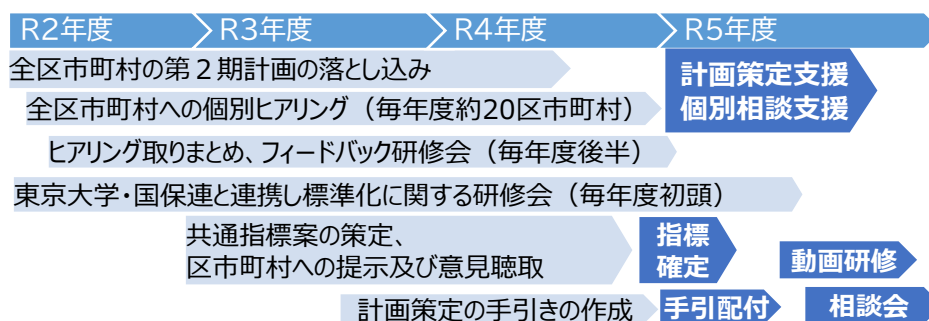 R2年度
R3年度
R4年度
R5年度
全区市町村の第２期計画の落とし込み
計画策定支援
個別相談支援
全区市町村への個別ヒアリング（毎年度約20区市町村）
ヒアリング取りまとめ、フィードバック研修会（毎年度後半）
東京大学・国保連と連携し標準化に関する研修会（毎年度初頭）
共通指標案の策定、
区市町村への提示及び意見聴取
指標
確定
動画研修
計画策定の手引きの作成
手引配付
相談会